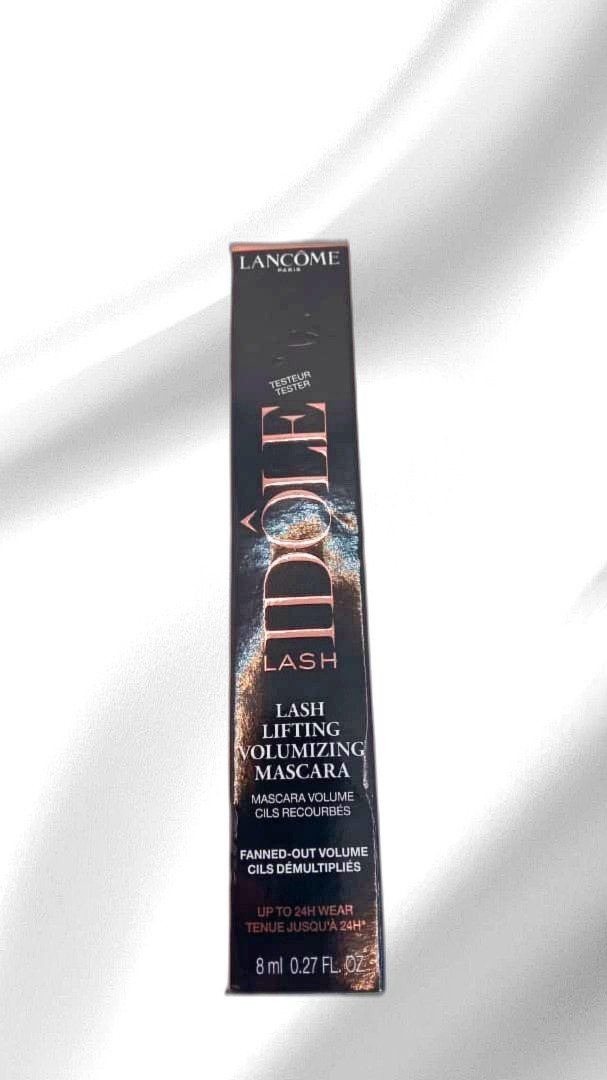 LANCÔME
PARIS
TESTEUR
TESTER
IDÔLE
LASH
LASH
LIFTING
VOLUMIZING
MASCARA
MASCARA VOLUME
CILS RECOURBÉS
FANNED-OUT VOLUME
CILS DÉMULTIPLIÉS
UP TO 24H WEAR
TENUE JUSQU'À 24H*
8 ml 0.27 FL. OZ.